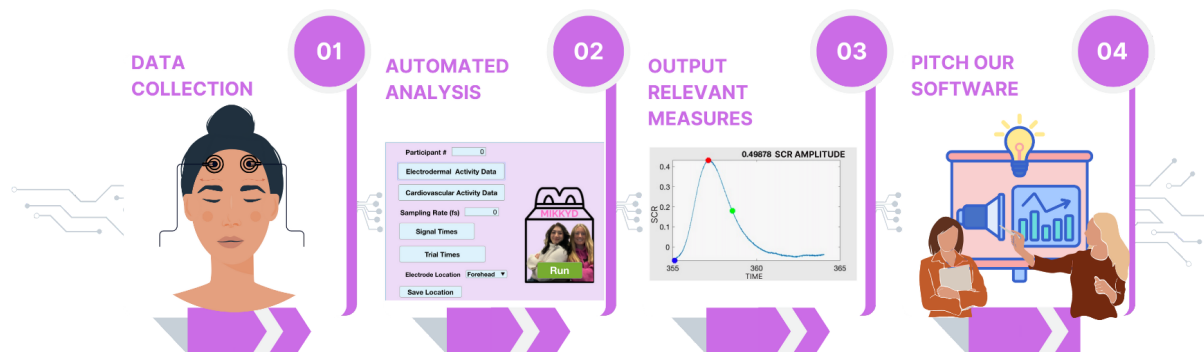 01
DATA
COLLECTION
02
AUTOMATED
ANALYSIS
Participant # 0
Electrodermal Activity Data
Cardiovascular Activity Data
Sampling Rate (fs) 0
Signal Times
Trial Times
Electrode Location Forehead
Save Location
MIKKYD
Run
03
OUTPUT
RELEVANT
MEASURES
0.49878 SCR AMPLITUDE
0.4
0.3
0.2
0.1
0
SCR
355
360
365
TIME
04
PITCH OUR
SOFTWARE